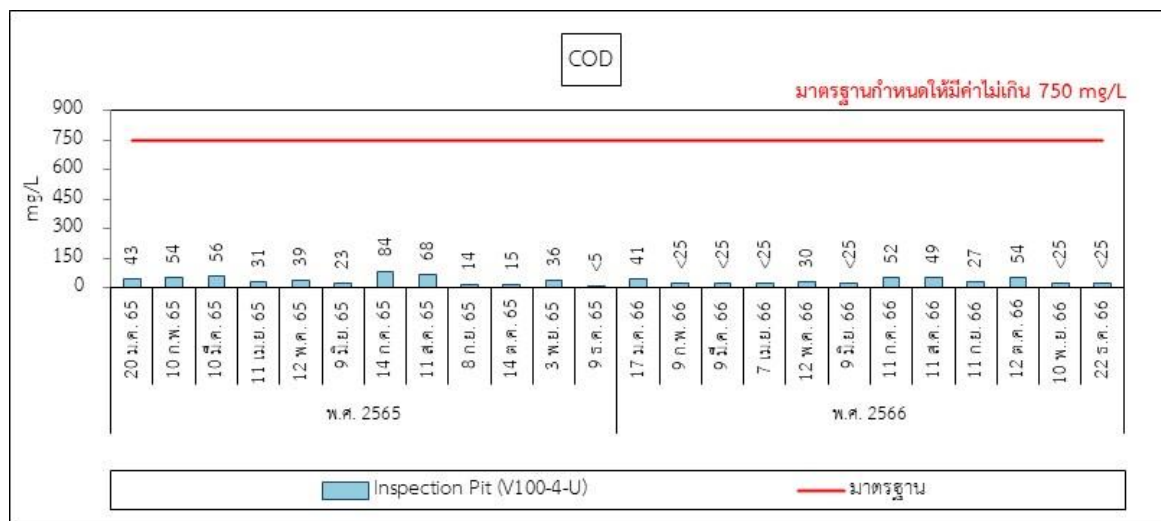 COD
มาตรฐานกำหนดให้มีค่าไม่เกิน 750 mg/L
mg/L
900
750
600
450
300
150
0
43 54 56 31 39 23 84 68 14 15 36 <5 41 <25 <25 <25 30 <25 52 49 27 54 <25 <25
20 ม.ค. 65
10 ก.พ. 65
10 มี.ค. 65
11 เม.ย. 65
12 พ.ค. 65
9 มิ.ย. 65
14 ก.ค. 65
11 ส.ค. 65
8 ก.ย. 65
14 ต.ค. 65
3 พ.ย. 65
9 ธ.ค. 65
17 ม.ค 66
9 ก.พ 66
9 มี.ค 66
7 เม.ย 66
12 พ.ค 66
9 มิ.ย 66
11 ก.ค 66
11 ส.ค 66
11 ก.ย 66
12 ต.ค 66
10 พ..ย 66
22 ธ.ค 66
พ.ศ. 2565 พ.ศ. 2566
Inspection Pit (V100-4-U) มาตรฐาน